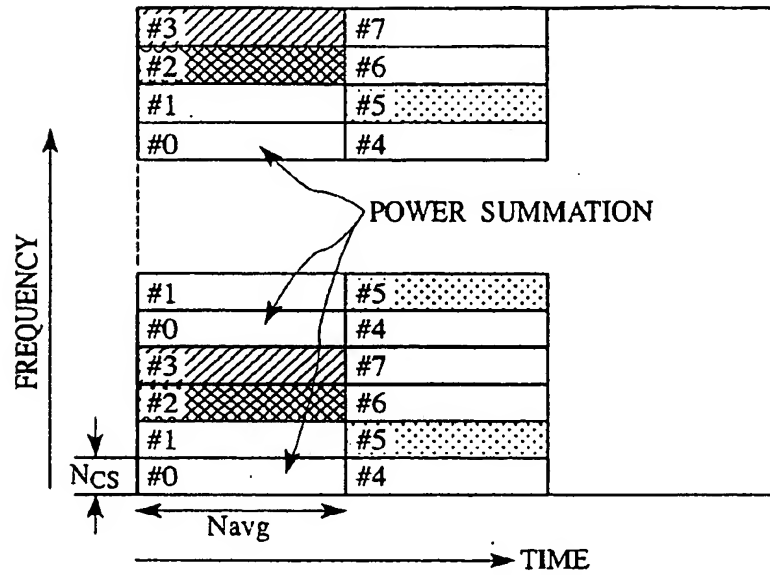 #3 #7
#2 #6
#1 #5
#0 #4
POWER SUMMATION
#1 #5
#0 #4
#3 #7
#2 #6
#1 #5
#0 #4
FREQUENCY
NCS
Navg
TIME